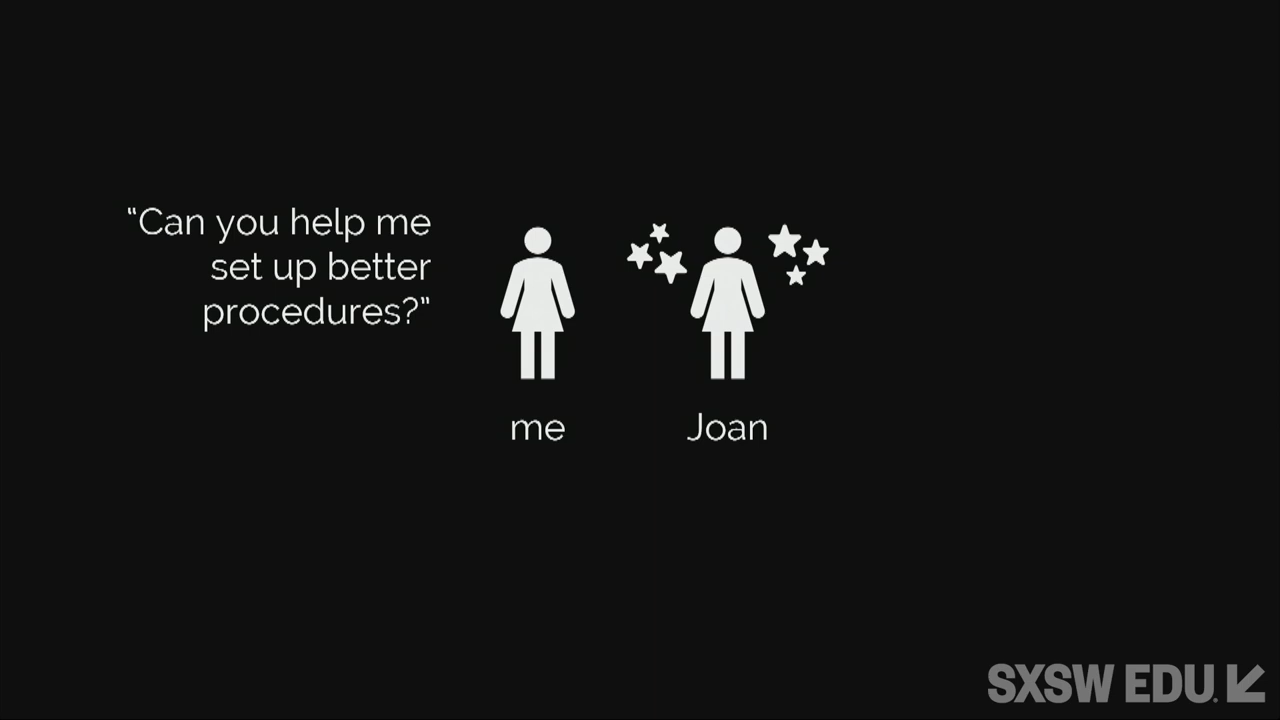 “Can you help me
set up better
procedures?”
me
Joan
SXSW EDU.